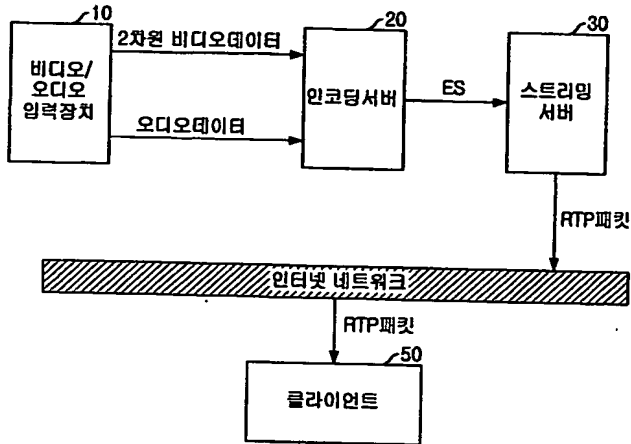 10
비디오/
오디오
입력장치
2차원 비디오데이터
오디오데이터
20
인코딩서버
ES
30
스트리밍
서버
RTP패킷
인터넷 네트워크
RTP패킷
50
클라이언트